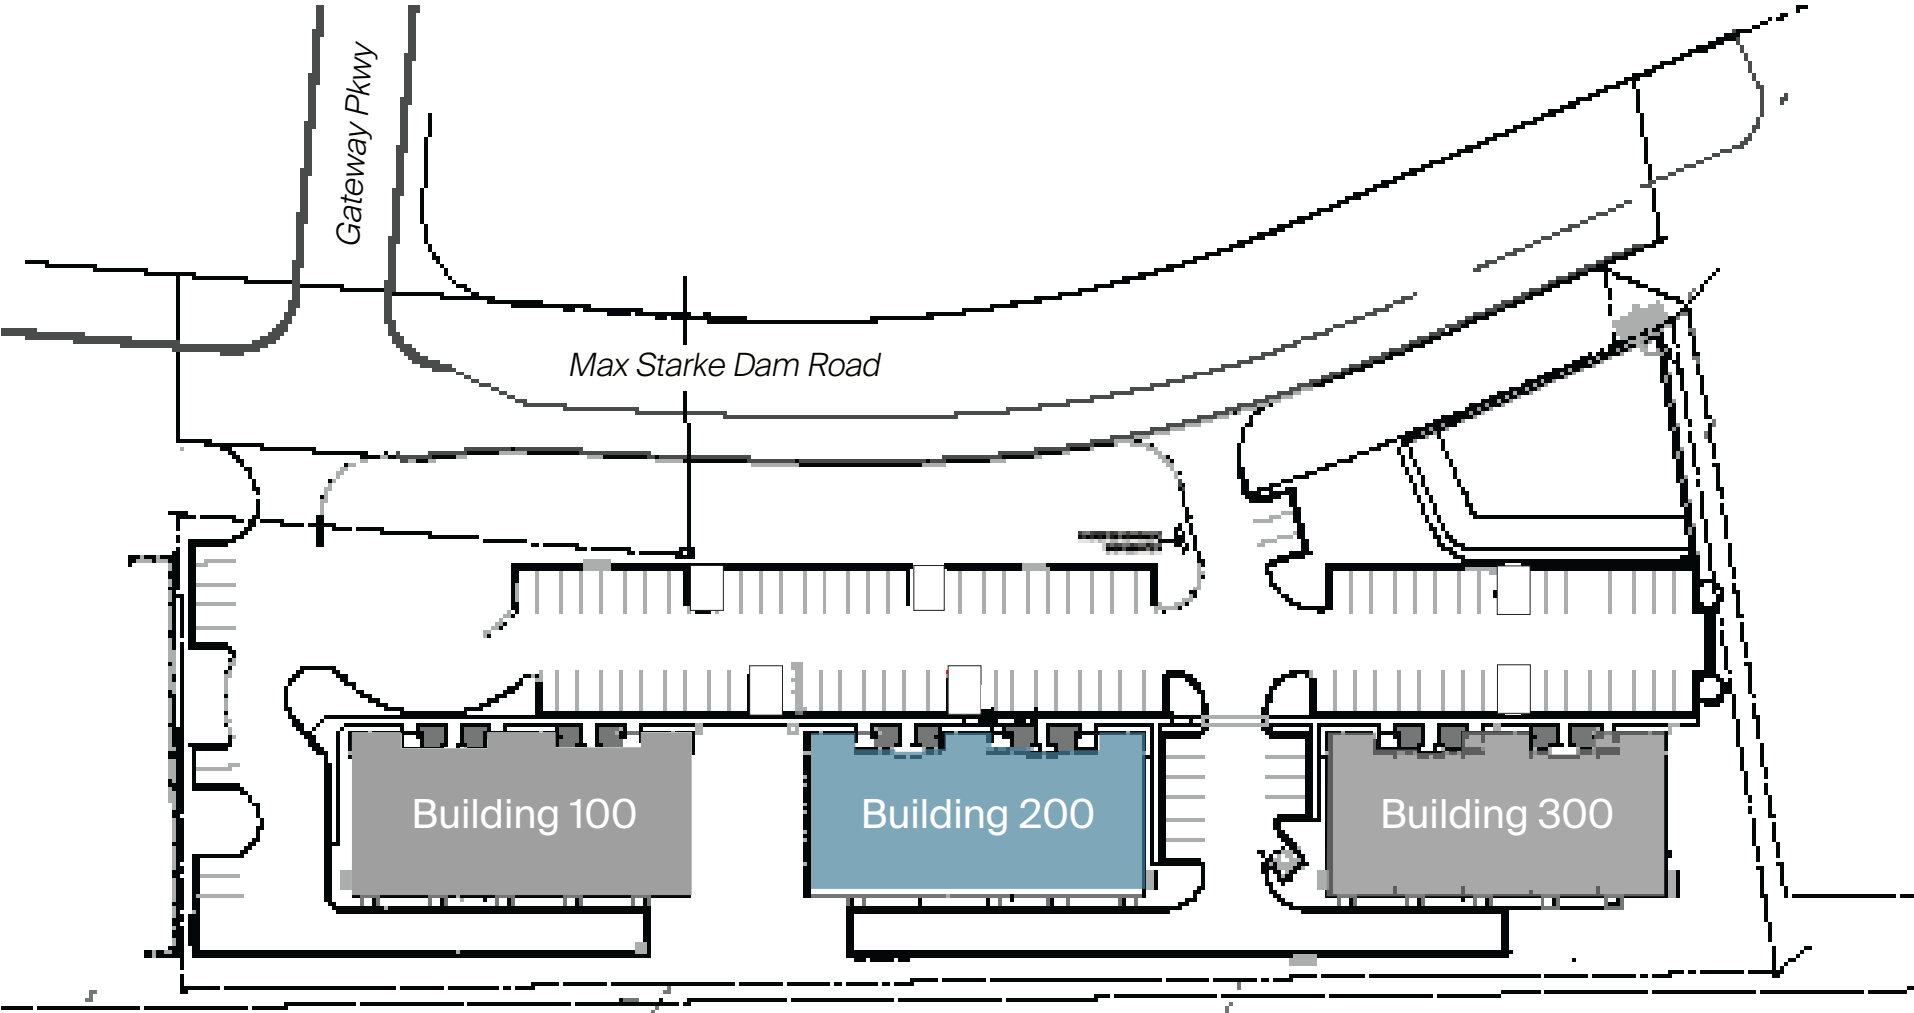 Gateway Pkwy
Max Starke Dam Road
Building 100
Building 200
Building 300